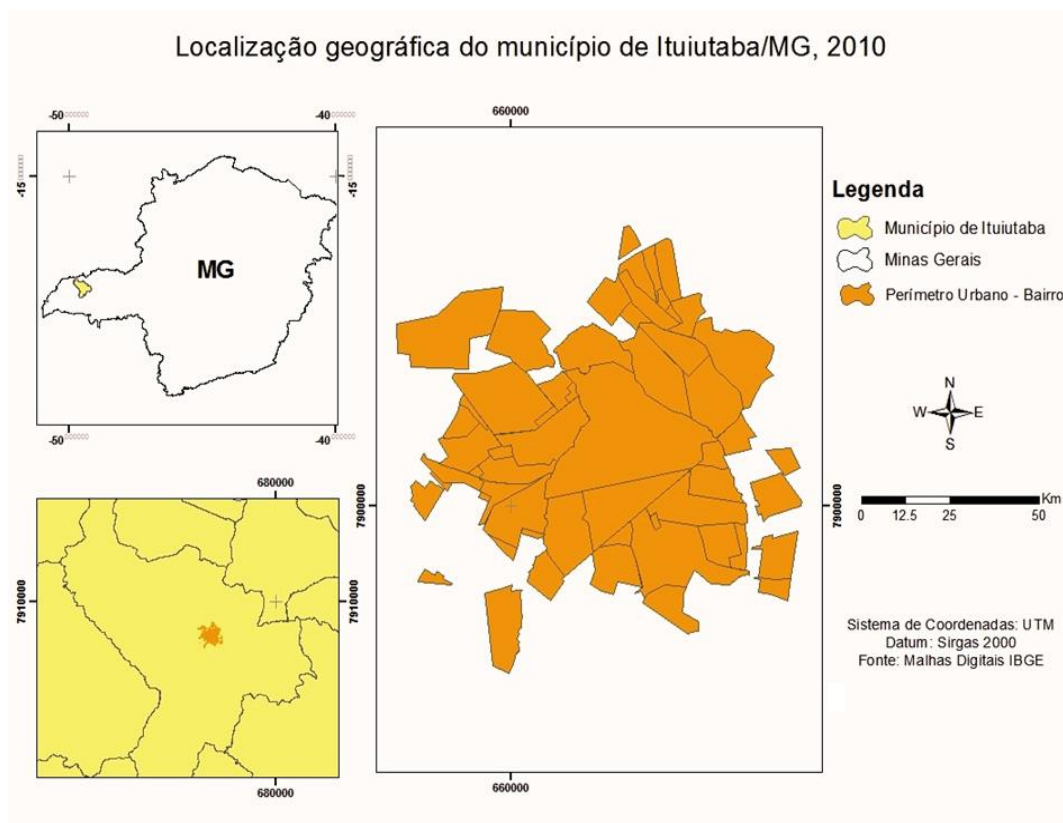 Localização geográfica do município de Ituiutaba/MG, 2010
-50°
-40°
-15°
-15°
MG
-50°
-40°
680000
7910000
7910000
680000
660000
7900000
660000
Legenda
Município de Ituiutaba
Minas Gerais
Perímetro Urbano - Bairro
N
W
E
S
Km
0 12.5 25 50
Sistema de Coordenadas: UTM
Datum: Sirgas 2000
Fonte: Malhas Digitais IBGE